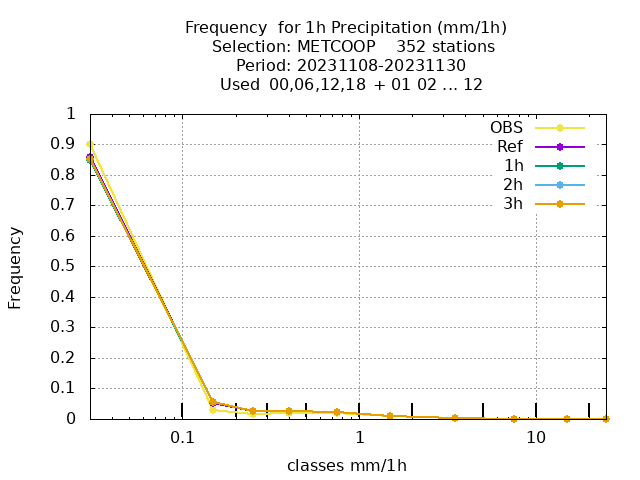 Frequency  for 1h Precipitation (mm/1h)
Selection: METCOOP    352 stations
Period: 20231108-20231130
Used  00,06,12,18  + 01 02 ... 12
1
0.9
0.8
0.7
0.6
0.5
0.4
0.3
0.2
0.1
0
Frequency
OBS
Ref
1h
2h
3h
0.1
1
10
classes mm/1h